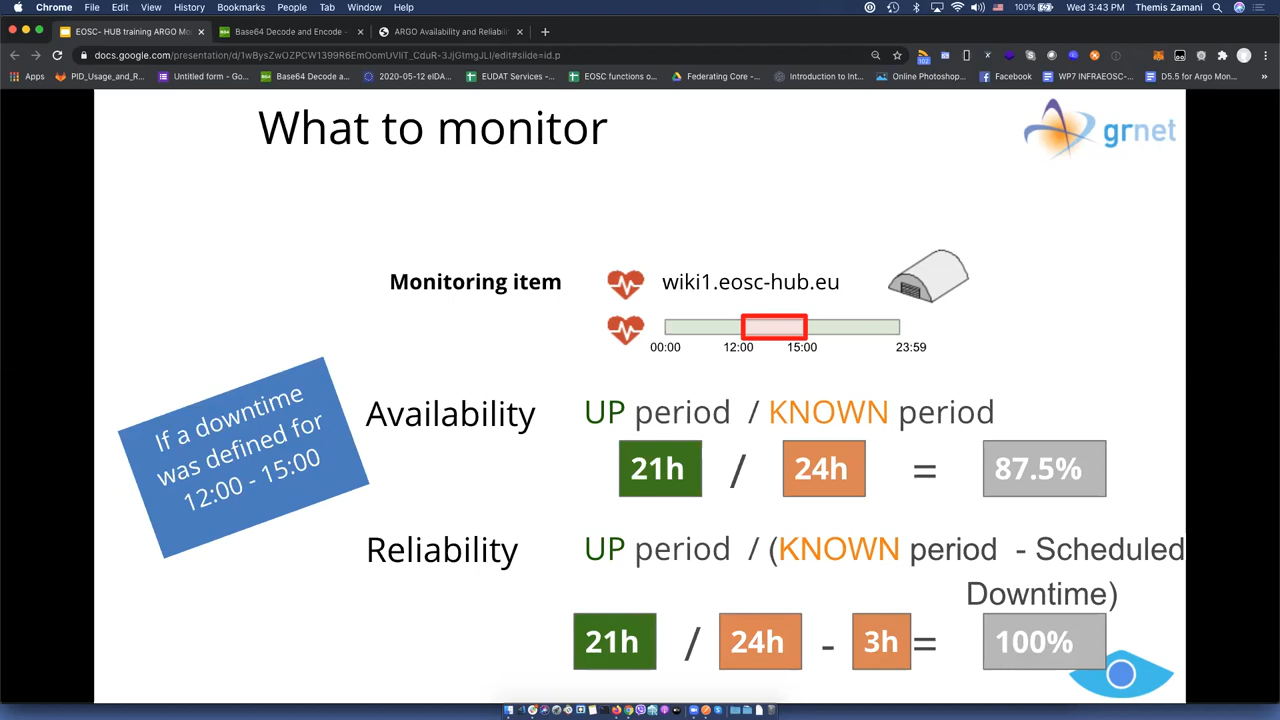 Chrome File Edit View History Bookmarks People Tab Window Help
100% Wed 3:43 PM Themis Zamani
EOSC- HUB training ARGO Mo
Base64 Decode and Encode -
ARGO Availability and Reliabili
docs.google.com/presentation/d/1wBysZwOZPCW1399R6EmOomUVIiT_CduR-3JjGtmgJLI/edit#slide=id.p
Apps PID_Usage_and_R... Untitled form - Go... Base64 Decode a... 2020-05-12 eIDA... EUDAT Services -... EOSC functions o... Federating Core -... Introduction to Int... Online Photoshop... Facebook WP7 INFRAEOSC-... D5.5 for Argo Mon...
What to monitor
grnet
Monitoring item
wiki1.eosc-hub.eu
00:00 12:00 15:00 23:59
If a downtime
was defined for
12:00 - 15:00
Availability
UP period / KNOWN period
21h / 24h = 87.5%
Reliability
UP period / (KNOWN period - Scheduled
Downtime)
21h / 24h - 3h = 100%